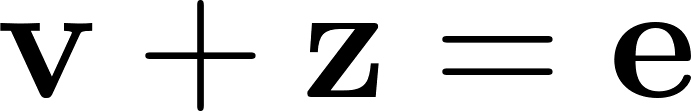 v + z = e